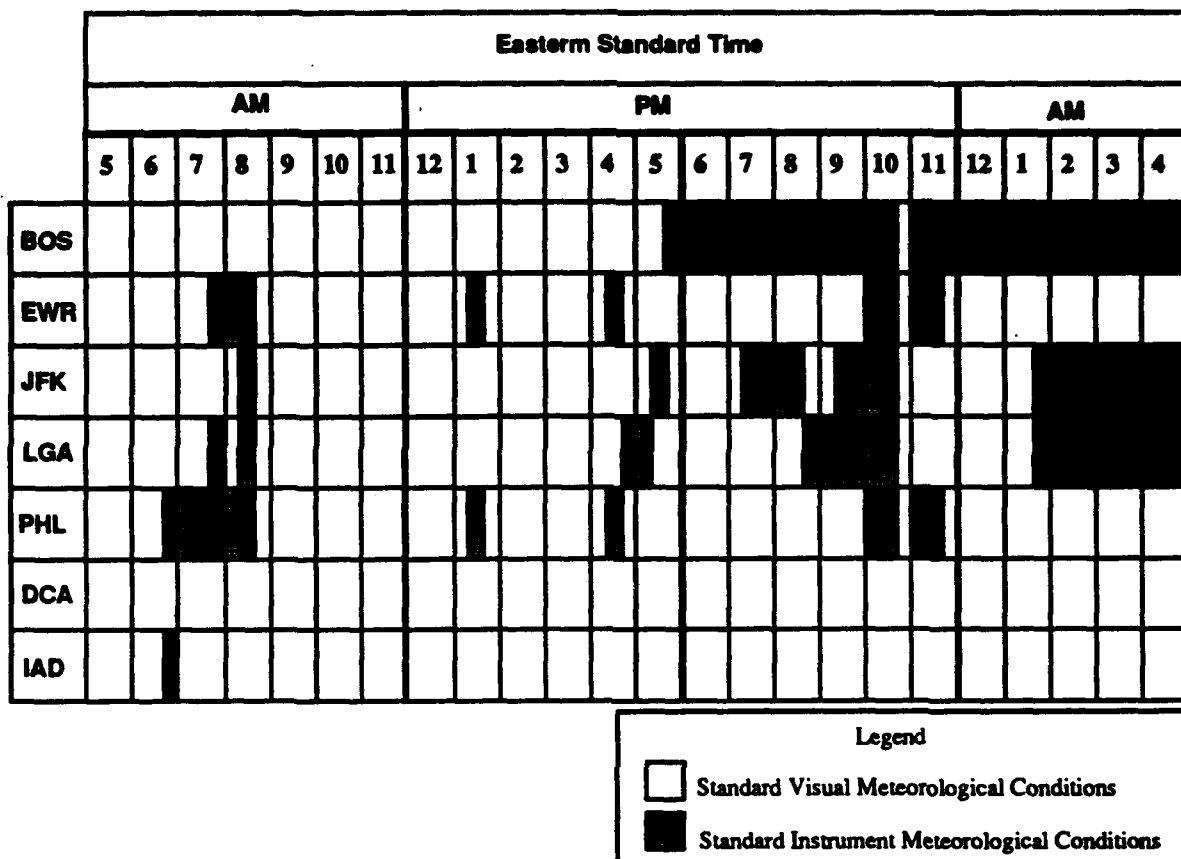 Easterm Standard Time
AM PM AM
5 6 7 8 9 10 11 12 1 2 3 4 5 6 7 8 9 10 11 12 1 2 3 4
BOS
EWR
JFK
LGA
PHL
DCA
IAD
Legend
Standard Visual Meteorological Conditions
Standard Instrument Meteorological Conditions